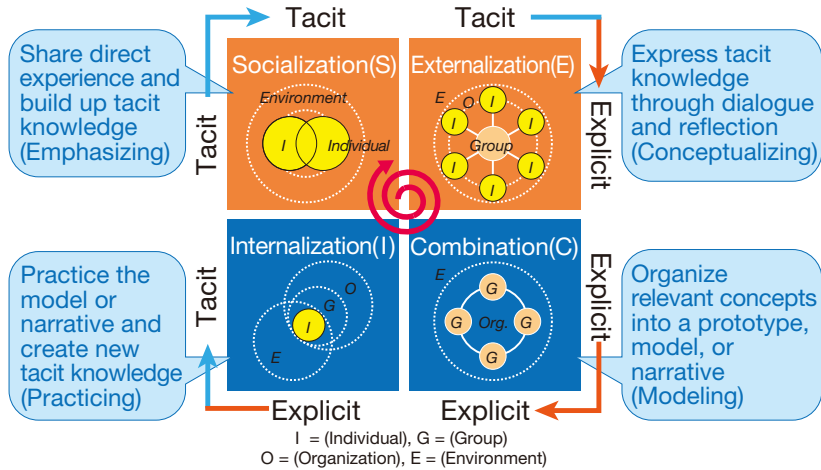 Tacit
Tacit
Share direct
experience and
build up tacit
knowledge
(Emphasizing)
Tacit
Socialization(S)
Environment
I
Individual
Externalization(E)
E
O
I
I
I
Group
I
I
I
Explicit
Express tacit
knowledge
through dialogue
and reflection
(Conceptualizing)
Practice the
model or
narrative and
create new
tacit knowledge
(Practicing)
Tacit
Internalization(I)
O
G
I
E
Combination(C)
E
G
G
Org.
G
G
Explicit
Organize
relevant concepts
into a prototype,
model, or
narrative
(Modeling)
Explicit
Explicit
I = (Individual), G = (Group)
O = (Organization), E = (Environment)